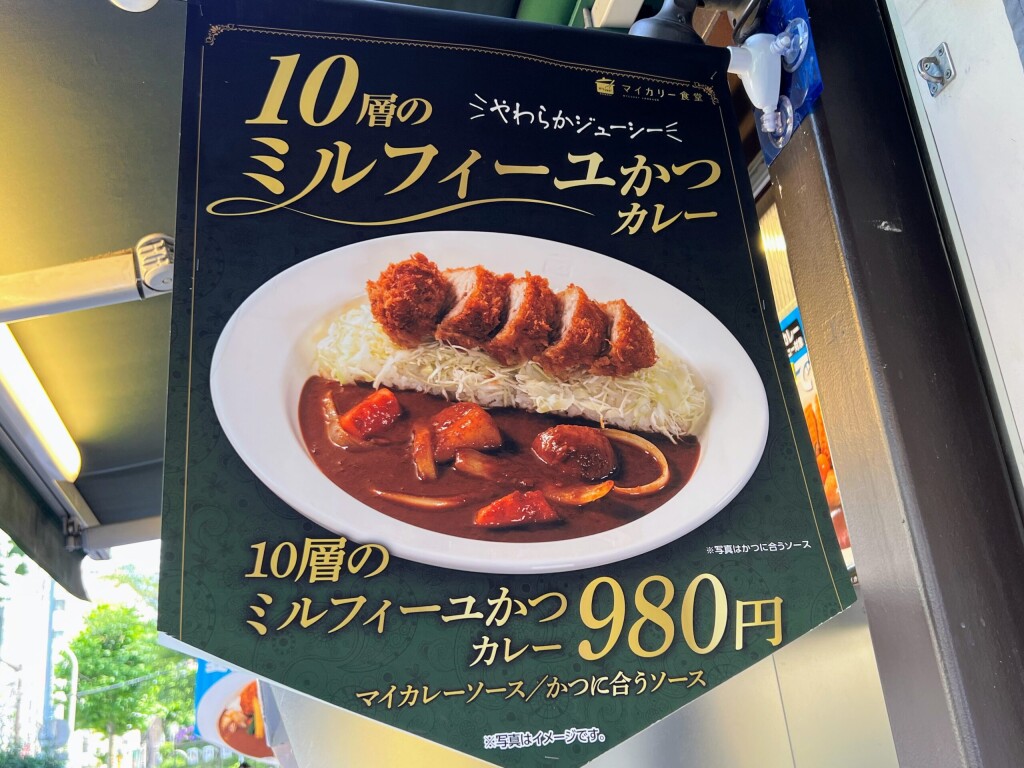 マイカリー食堂
10層の
やわらかジューシー
ミルフィーユかつ
カレー
※写真はかつに合うソース
10層の
ミルフィーユかつ
カレー 980円
マイカレーソース／かつに合うソース
※写真はイメージです。